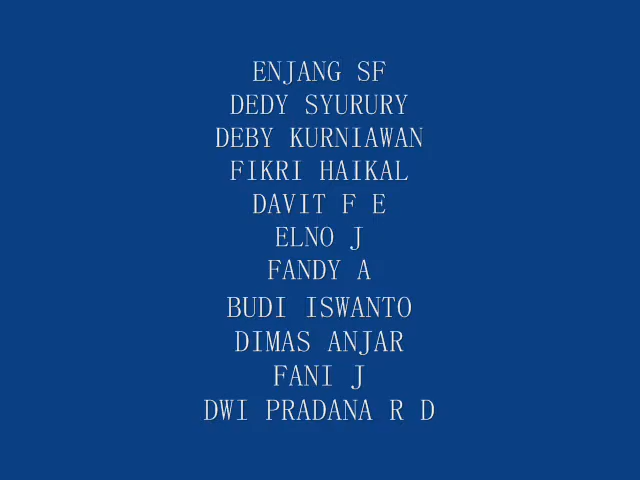 ENJANG SF
DEDY SYURURY
DEBY KURNIAWAN
FIKRI HAIKAL
DAVIT F E
ELNO J
FANDY A
BUDI ISWANTO
DIMAS ANJAR
FANI J
DWI PRADANA R D